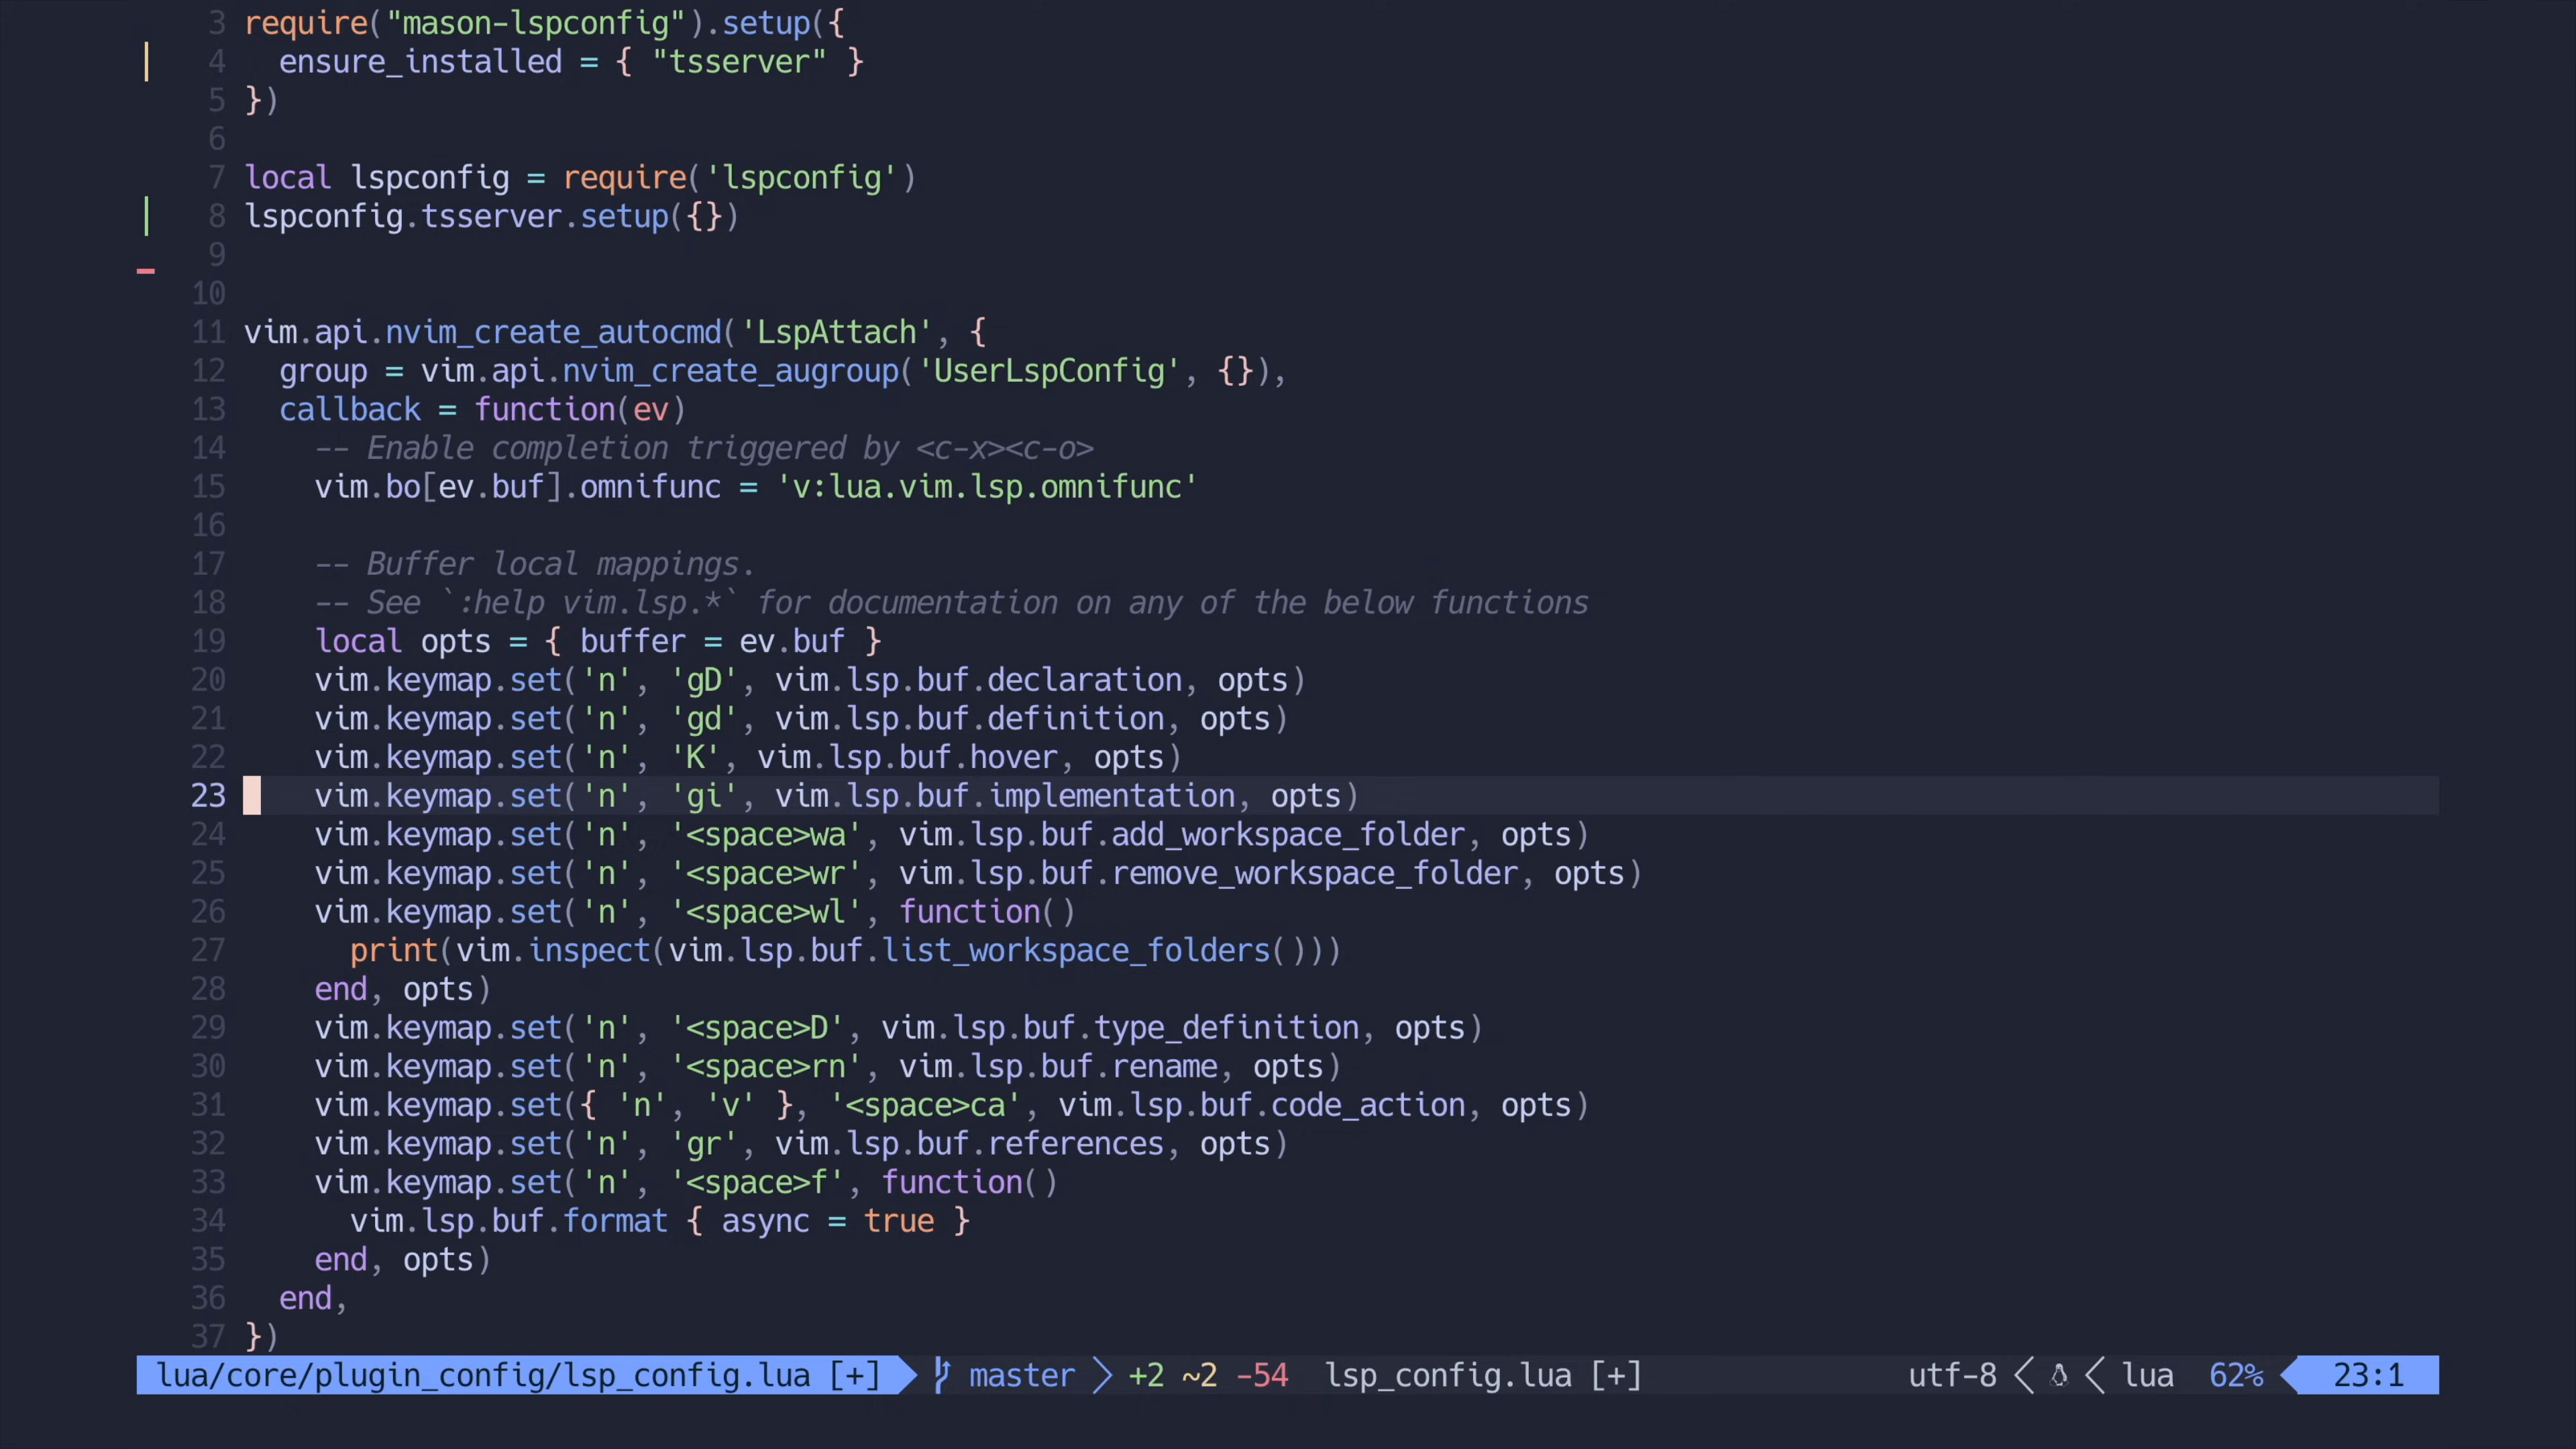 3 require("mason-lspconfig").setup({
4   ensure_installed = { "tsserver" }
5 })
6
7 local lspconfig = require('lspconfig')
8 lspconfig.tsserver.setup({})
9
10
11 vim.api.nvim_create_autocmd('LspAttach', {
12   group = vim.api.nvim_create_augroup('UserLspConfig', {}),
13   callback = function(ev)
14     -- Enable completion triggered by <c-x><c-o>
15     vim.bo[ev.buf].omnifunc = 'v:lua.vim.lsp.omnifunc'
16
17     -- Buffer local mappings.
18     -- See `:help vim.lsp.*` for documentation on any of the below functions
19     local opts = { buffer = ev.buf }
20     vim.keymap.set('n', 'gD', vim.lsp.buf.declaration, opts)
21     vim.keymap.set('n', 'gd', vim.lsp.buf.definition, opts)
22     vim.keymap.set('n', 'K', vim.lsp.buf.hover, opts)
23     vim.keymap.set('n', 'gi', vim.lsp.buf.implementation, opts)
24     vim.keymap.set('n', '<space>wa', vim.lsp.buf.add_workspace_folder, opts)
25     vim.keymap.set('n', '<space>wr', vim.lsp.buf.remove_workspace_folder, opts)
26     vim.keymap.set('n', '<space>wl', function()
27       print(vim.inspect(vim.lsp.buf.list_workspace_folders()))
28     end, opts)
29     vim.keymap.set('n', '<space>D', vim.lsp.buf.type_definition, opts)
30     vim.keymap.set('n', '<space>rn', vim.lsp.buf.rename, opts)
31     vim.keymap.set({ 'n', 'v' }, '<space>ca', vim.lsp.buf.code_action, opts)
32     vim.keymap.set('n', 'gr', vim.lsp.buf.references, opts)
33     vim.keymap.set('n', '<space>f', function()
34       vim.lsp.buf.format { async = true }
35     end, opts)
36   end,
37 })
lua/core/plugin_config/lsp_config.lua [+] master +2 ~2 -54 lsp_config.lua [+] utf-8 lua 62% 23:1